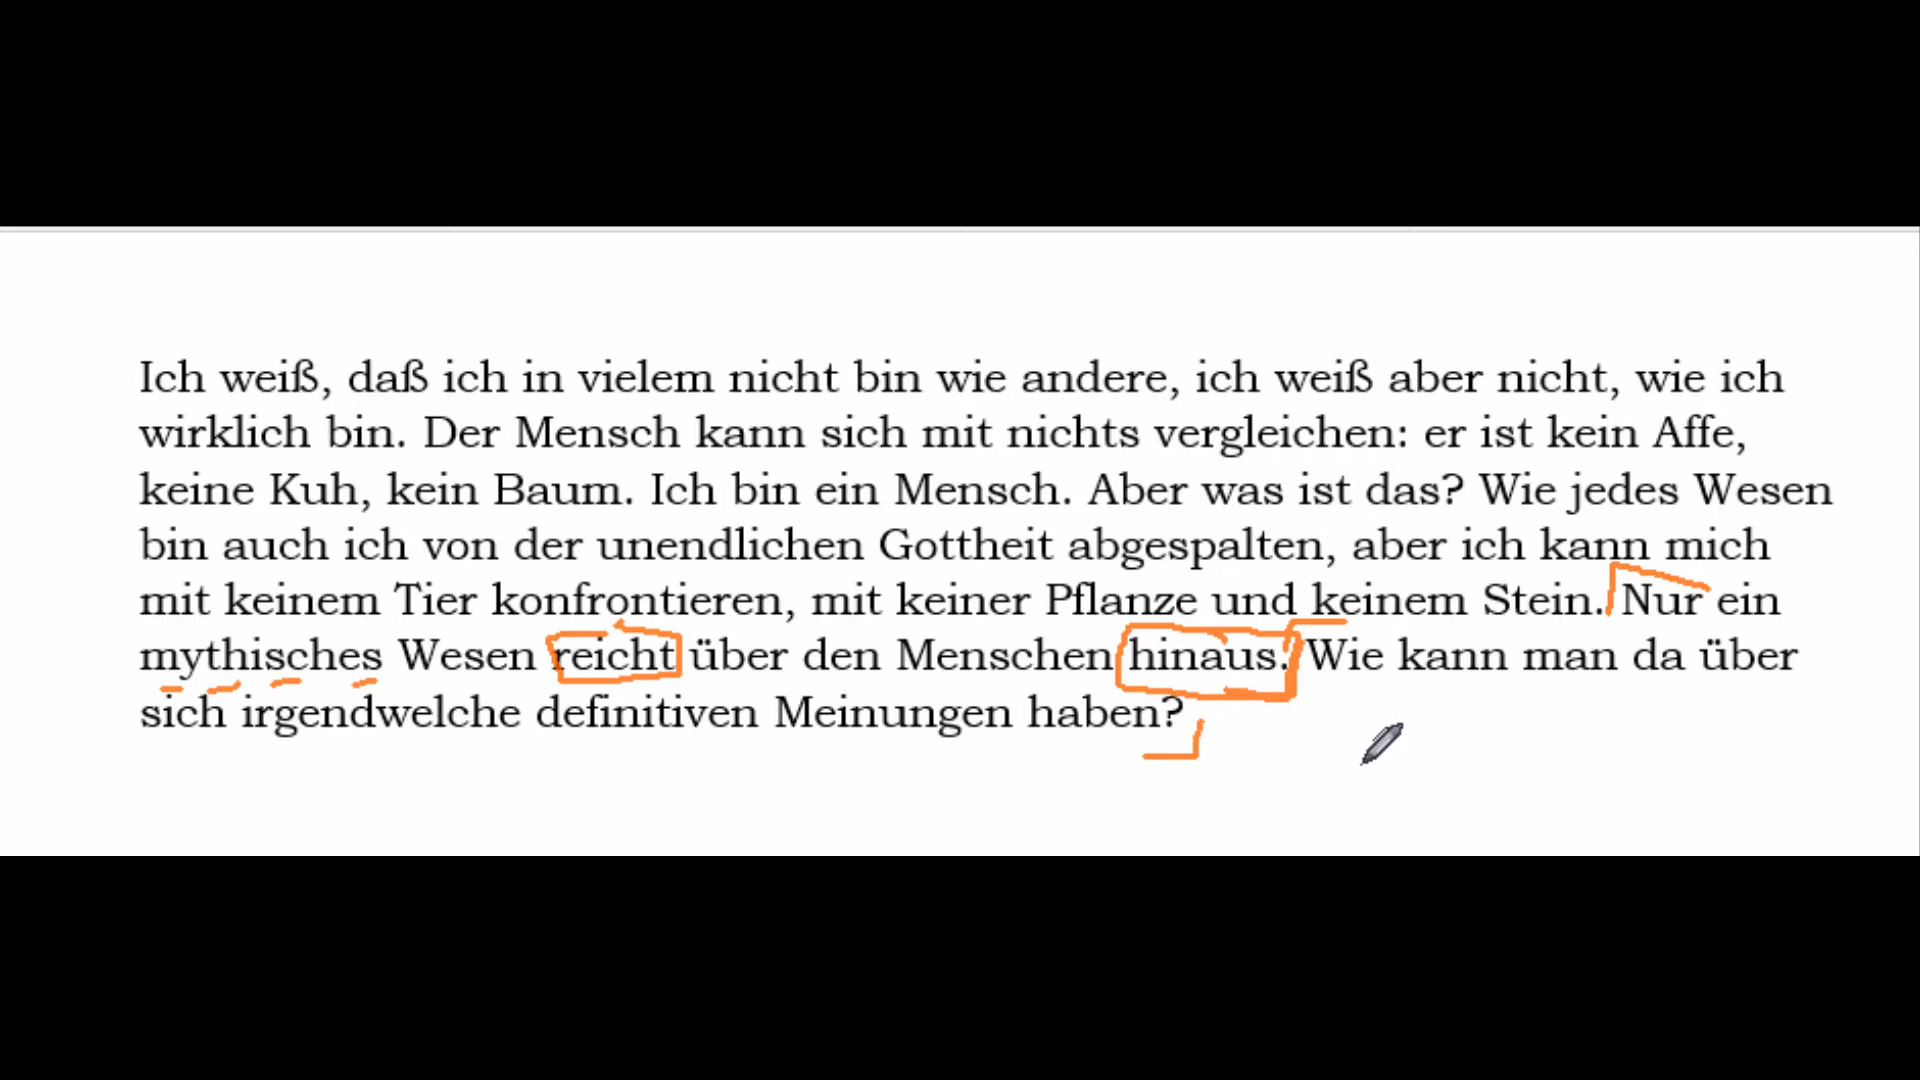 Ich weiß, daß ich in vielem nicht bin wie andere, ich weiß aber nicht, wie ich
wirklich bin. Der Mensch kann sich mit nichts vergleichen: er ist kein Affe,
keine Kuh, kein Baum. Ich bin ein Mensch. Aber was ist das? Wie jedes Wesen
bin auch ich von der unendlichen Gottheit abgespalten, aber ich kann mich
mit keinem Tier konfrontieren, mit keiner Pflanze und keinem Stein. Nur ein
mythisches Wesen reicht über den Menschen hinaus. Wie kann man da über
sich irgendwelche definitiven Meinungen haben?